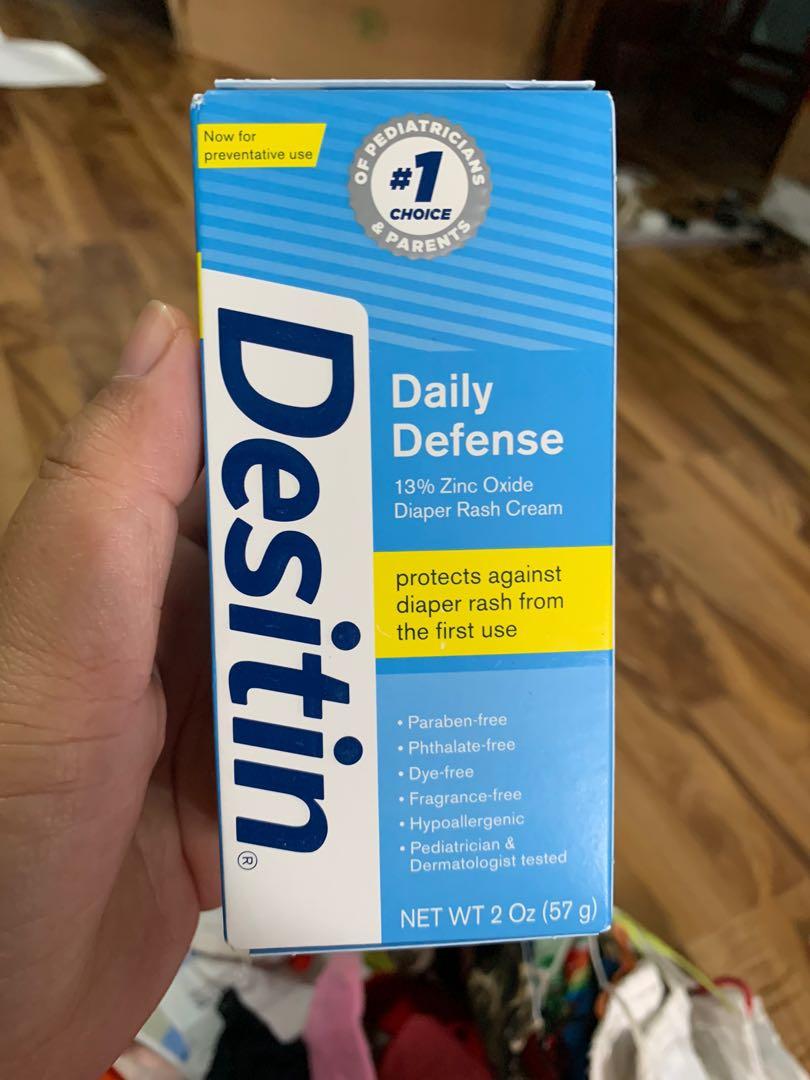 Now for
preventative use
OF PEDIATRICIANS
#1
CHOICE
& PARENTS
Desitin®
Daily
Defense
13% Zinc Oxide
Diaper Rash Cream
protects against
diaper rash from
the first use
• Paraben-free
• Phthalate-free
• Dye-free
• Fragrance-free
• Hypoallergenic
• Pediatrician &
Dermatologist tested
NET WT 2 Oz (57 g)